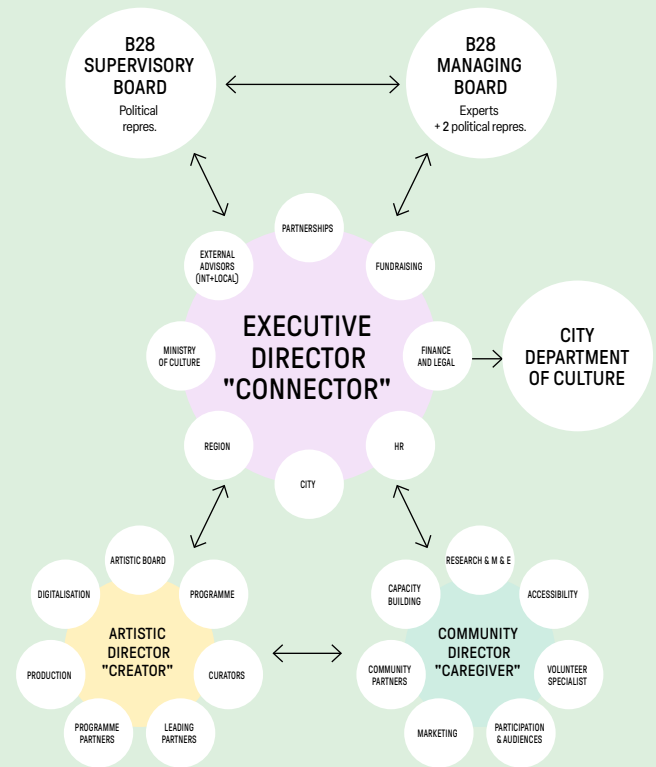 B28
SUPERVISORY
BOARD
Political
repres.
B28
MANAGING
BOARD
Experts
+ 2 political repres.
PARTNERSHIPS
EXTERNAL
ADVISORS
(INT+LOCAL)
FUNDRAISING
MINISTRY
OF CULTURE
EXECUTIVE
DIRECTOR
"CONNECTOR"
FINANCE
AND LEGAL
CITY
DEPARTMENT
OF CULTURE
REGION
HR
CITY
ARTISTIC BOARD
DIGITALISATION
PROGRAMME
ARTISTIC
DIRECTOR
"CREATOR"
PRODUCTION
CURATORS
PROGRAMME
PARTNERS
LEADING
PARTNERS
RESEARCH & M & E
CAPACITY
BUILDING
ACCESSIBILITY
COMMUNITY
DIRECTOR
"CAREGIVER"
COMMUNITY
PARTNERS
VOLUNTEER
SPECIALIST
MARKETING
PARTICIPATION
& AUDIENCES